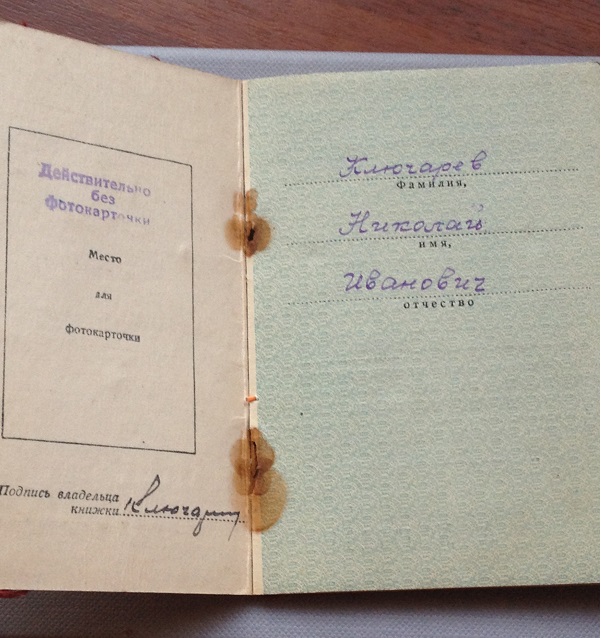 Действительно
без
фотокарточки
Место
для
фотокарточки
Подпись владельца
книжки
Ключарев
фамилия,
Николай
имя,
Иванович
отчество